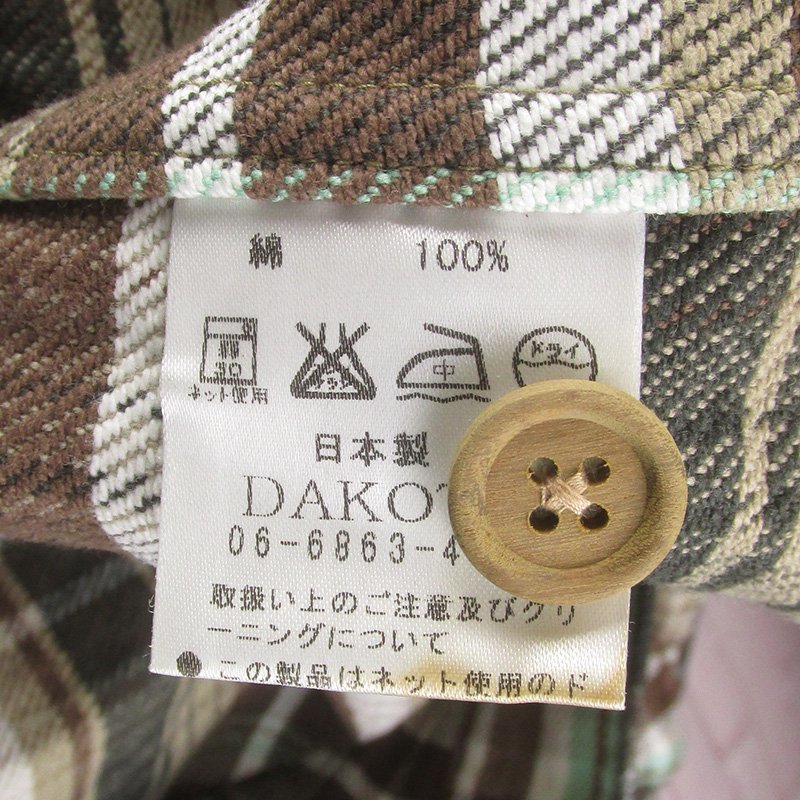 綿 100%
中 ドライ
ネット使用
日本製
DAKO
06-6863-4
取扱い上のご注意及びクリ
ーニングについて
● この製品はネット使用のド